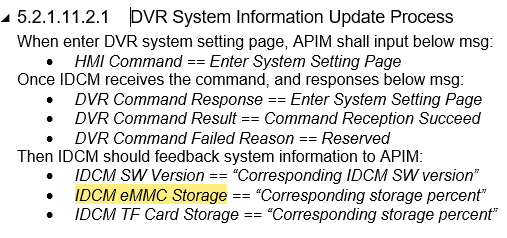 5.2.1.11.2.1 DVR System Information Update Process
When enter DVR system setting page, APIM shall input below msg:
• HMI Command == Enter System Setting Page
Once IDCM receives the command, and responses below msg:
• DVR Command Response == Enter System Setting Page
• DVR Command Result == Command Reception Succeed
• DVR Command Failed Reason == Reserved
Then IDCM should feedback system information to APIM:
• IDCM SW Version == “Corresponding IDCM SW version”
• IDCM eMMC Storage == “Corresponding storage percent”
• IDCM TF Card Storage == “Corresponding storage percent”